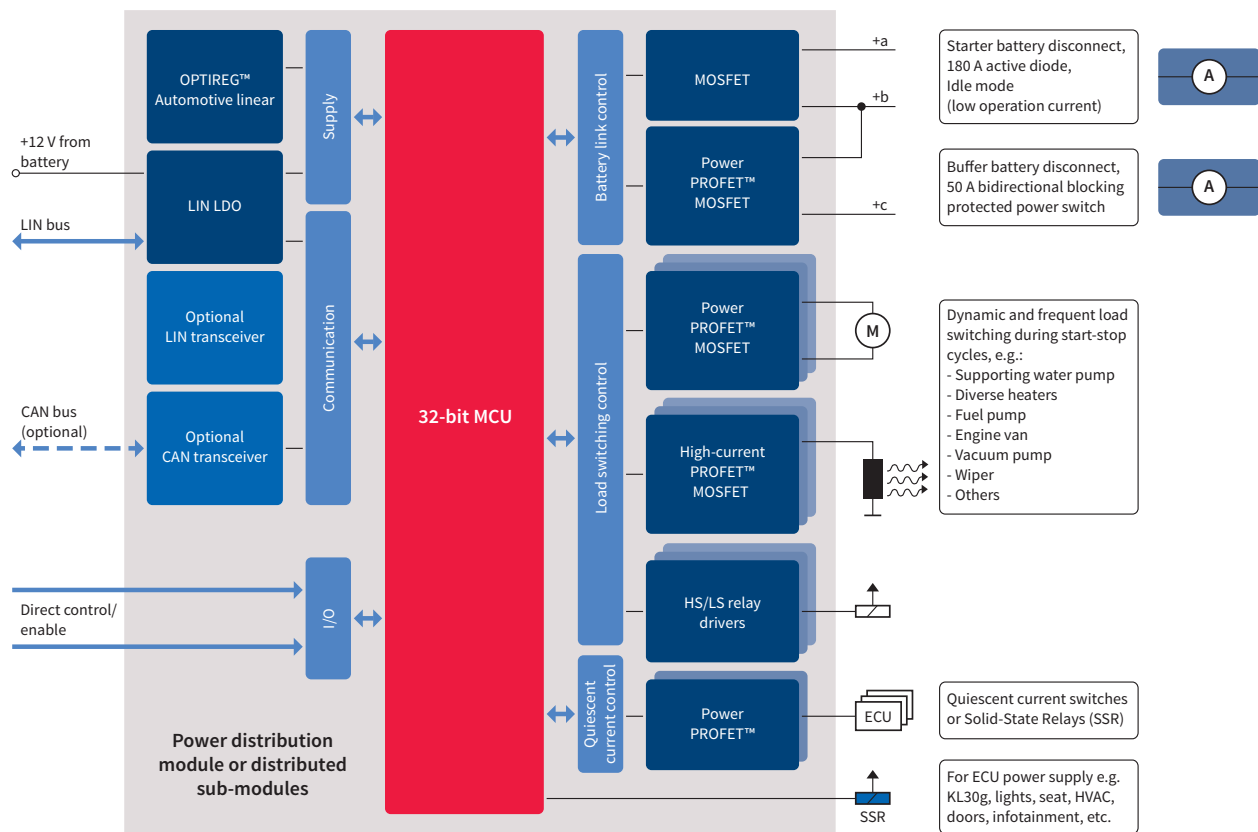 OPTIREG™
Automotive linear
Supply
+12 V from
battery
LIN LDO
LIN bus
Optional
LIN transceiver
Communication
CAN bus
(optional)
Optional
CAN transceiver
Direct control/
enable
I/O
Power distribution
module or distributed
sub-modules
32-bit MCU
Battery link control
MOSFET
+a
+b
Power
PROFET™
MOSFET
+c
Load switching control
Power
PROFET™
MOSFET
M
High-current
PROFET™
MOSFET
HS/LS relay
drivers
Quiescent
current control
Power
PROFET™
ECU
SSR
Starter battery disconnect,
180 A active diode,
Idle mode
(low operation current)
A
Buffer battery disconnect,
50 A bidirectional blocking
protected power switch
A
Dynamic and frequent load
switching during start-stop
cycles, e.g.:
- Supporting water pump
- Diverse heaters
- Fuel pump
- Engine van
- Vacuum pump
- Wiper
- Others
Quiescent current switches
or Solid-State Relays (SSR)
For ECU power supply e.g.
KL30g, lights, seat, HVAC,
doors, infotainment, etc.